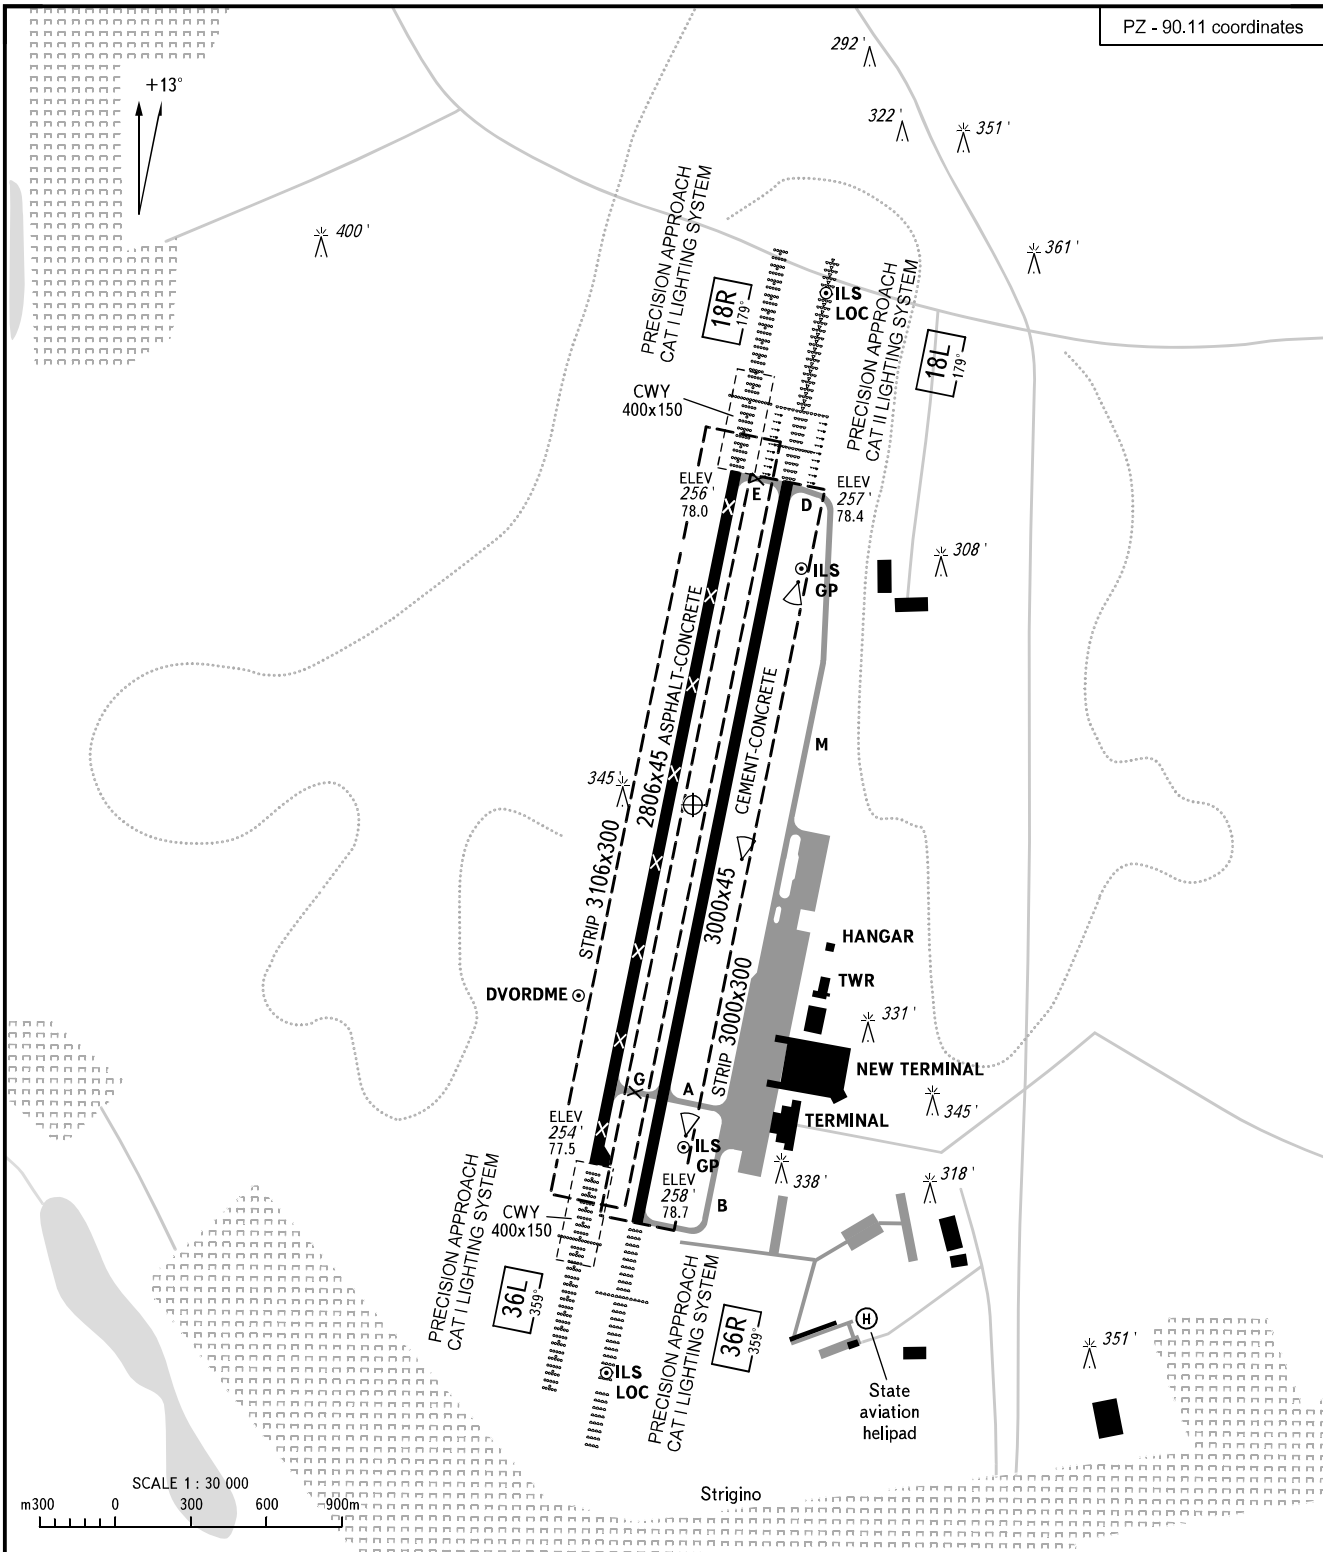 PZ - 90.11 coordinates
292'
+13°
322'
351'
400'
361'
PRECISION APPROACH
CAT I LIGHTING SYSTEM
18R
179°
ILS
LOC
PRECISION APPROACH
CAT II LIGHTING SYSTEM
18L
179°
CWY
400x150
ELEV
256'
78.0
E
D
ELEV
257'
78.4
308'
ILS
GP
2806x45 ASPHALT-CONCRETE
CEMENT-CONCRETE
M
345'
STRIP 3106x300
3000x45
HANGAR
TWR
DVORDME
STRIP 3000x300
331'
NEW TERMINAL
G
A
345'
ELEV
254'
77.5
TERMINAL
ILS
GP
338'
318'
ELEV
258'
78.7
B
CWY
400x150
PRECISION APPROACH
CAT I LIGHTING SYSTEM
36L
359°
PRECISION APPROACH
CAT I LIGHTING SYSTEM
36R
359°
H
351'
ILS
LOC
State
aviation
helipad
SCALE 1 : 30 000
m300 0 300 600 900m
Strigino